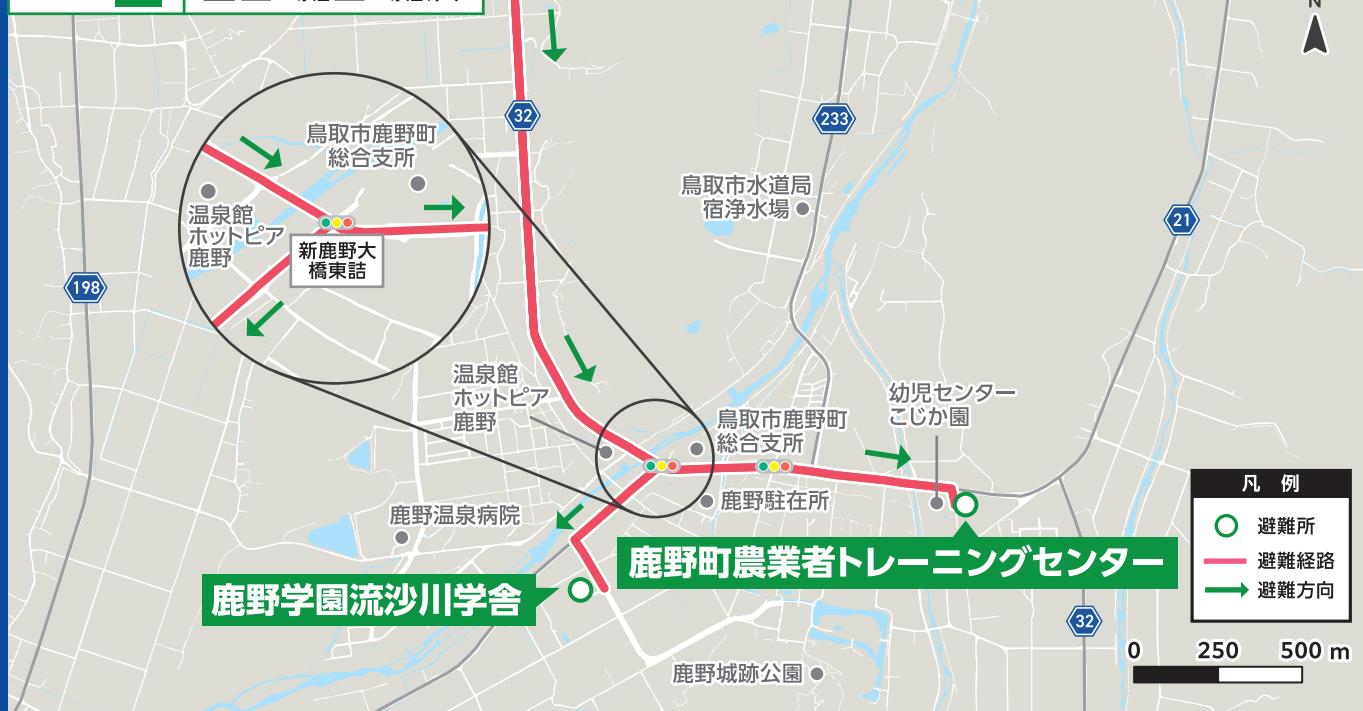 N
32
233
鳥取市鹿野町
総合支所
温泉館
ホットピア
鹿野
新鹿野大
橋東詰
鳥取市水道局
宿浄水場
21
198
温泉館
ホットピア
鹿野
鳥取市鹿野町
総合支所
幼児センター
こじか園
鹿野駐在所
鹿野温泉病院
鹿野町農業者トレーニングセンター
鹿野学園流沙川学舎
鹿野城跡公園
32
凡 例
避難所
避難経路
避難方向
0 250 500 m